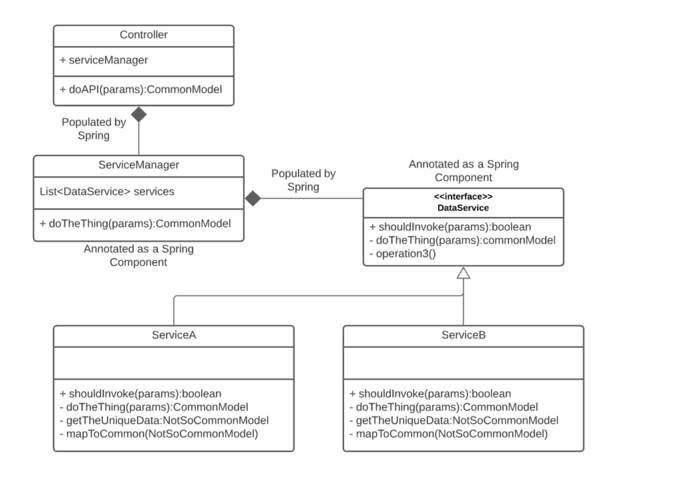 Controller
+ serviceManager
+ doAPI(params):CommonModel
Populated by
Spring
ServiceManager
List<DataService> services
+ doTheThing(params):CommonModel
Annotated as a Spring
Component
Populated by
Spring
Annotated as a Spring
Component
<<interface>>
DataService
+ shouldInvoke(params):boolean
- doTheThing(params):commonModel
- operation3()
ServiceA
+ shouldInvoke(params):boolean
- doTheThing(params):CommonModel
- getTheUniqueData:NotSoCommonModel
- mapToCommon(NotSoCommonModel)
ServiceB
+ shouldInvoke(params):boolean
- doTheThing(params):CommonModel
- getTheUniqueData:NotSoCommonModel
- mapToCommon(NotSoCommonModel)